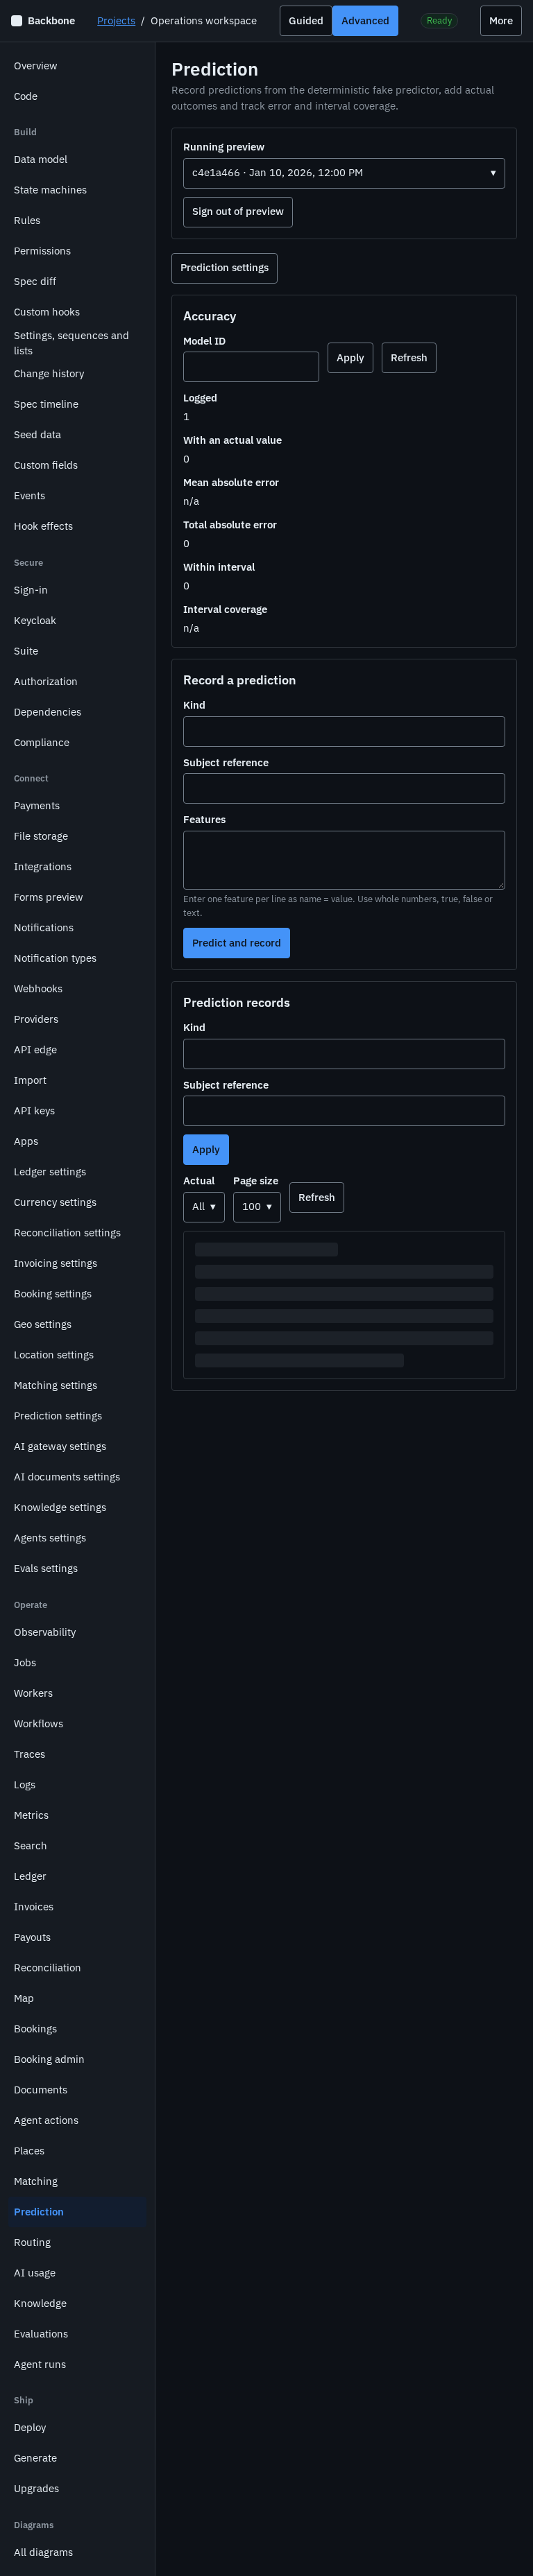 Backbone
Projects / Operations workspace
Guided
Advanced
Ready
More
Overview
Code
Build
Data model
State machines
Rules
Permissions
Spec diff
Custom hooks
Settings, sequences and
lists
Change history
Spec timeline
Seed data
Custom fields
Events
Hook effects
Secure
Sign-in
Keycloak
Suite
Authorization
Dependencies
Compliance
Connect
Payments
File storage
Integrations
Forms preview
Notifications
Notification types
Webhooks
Providers
API edge
Import
API keys
Apps
Ledger settings
Currency settings
Reconciliation settings
Invoicing settings
Booking settings
Geo settings
Location settings
Matching settings
Prediction settings
AI gateway settings
AI documents settings
Knowledge settings
Agents settings
Evals settings
Operate
Observability
Jobs
Workers
Workflows
Traces
Logs
Metrics
Search
Ledger
Invoices
Payouts
Reconciliation
Map
Bookings
Booking admin
Documents
Agent actions
Places
Matching
Prediction
Routing
AI usage
Knowledge
Evaluations
Agent runs
Ship
Deploy
Generate
Upgrades
Diagrams
All diagrams
Prediction
Record predictions from the deterministic fake predictor, add actual
outcomes and track error and interval coverage.
Running preview
c4e1a466 · Jan 10, 2026, 12:00 PM
Sign out of preview
Prediction settings
Accuracy
Model ID
Apply
Refresh
Logged
1
With an actual value
0
Mean absolute error
n/a
Total absolute error
0
Within interval
0
Interval coverage
n/a
Record a prediction
Kind
Subject reference
Features
Enter one feature per line as name = value. Use whole numbers, true, false or
text.
Predict and record
Prediction records
Kind
Subject reference
Apply
Actual
Page size
All
100
Refresh